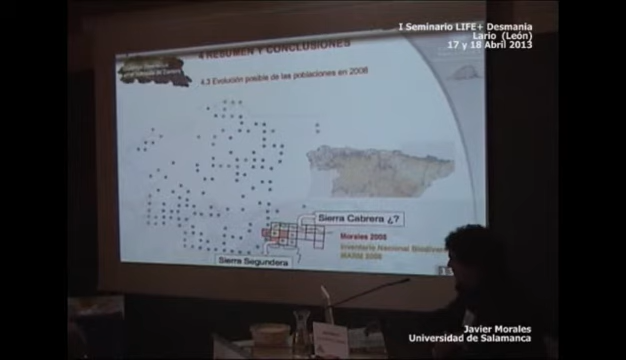 I Seminario LIFE+ Desmania
Lario (León)
17 y 18 Abril 2013
4 RESUMEN Y CONCLUSIONES
4.3 Evolución posible de las poblaciones en 2008
Sierra Cabrera ¿?
Morales 2008
Inventario Nacional Biodivers
MARM 2008
Sierra Segundera
Javier Morales
Universidad de Salamanca